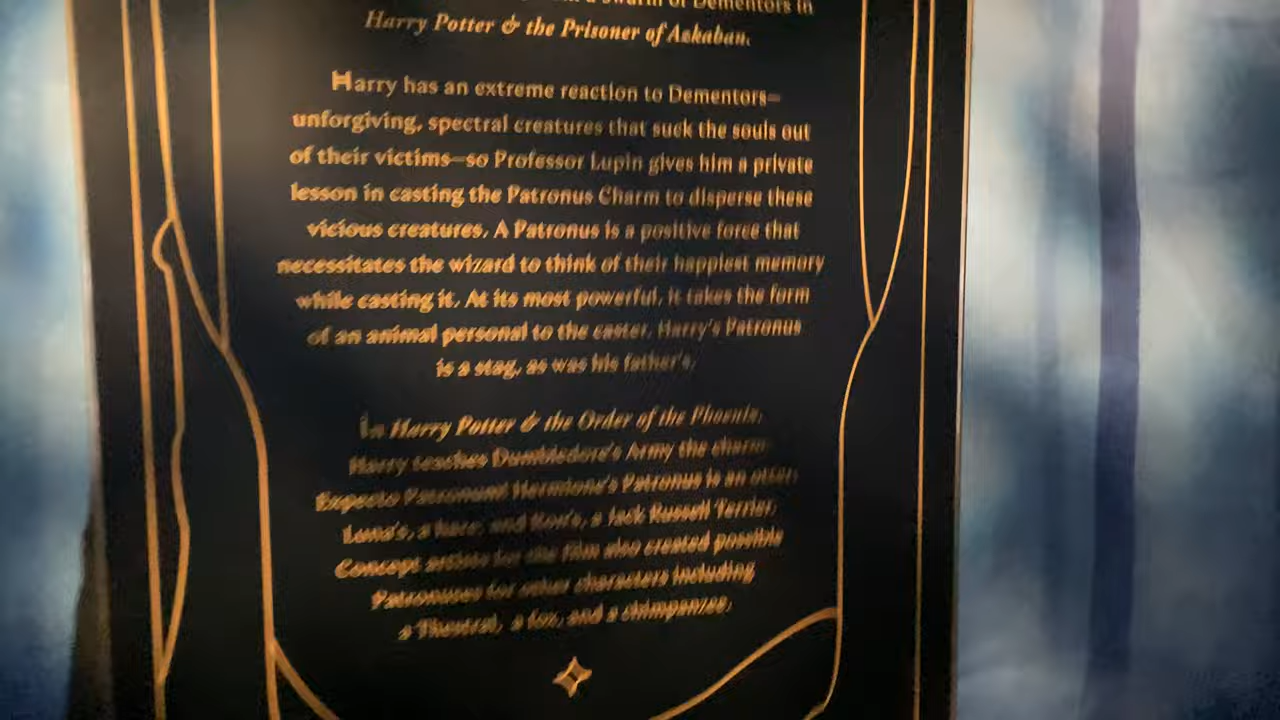 a swarm of Dementors in
Harry Potter & the Prisoner of Azkaban.
Harry has an extreme reaction to Dementors—
unforgiving, spectral creatures that suck the souls out
of their victims—so Professor Lupin gives him a private
lesson in casting the Patronus Charm to disperse these
vicious creatures. A Patronus is a positive force that
necessitates the wizard to think of their happiest memory
while casting it. At its most powerful, it takes the form
of an animal personal to the caster. Harry's Patronus
is a stag, as was his father's.
In Harry Potter & the Order of the Phoenix,
Harry teaches Dumbledore's Army the charm
Expecto Patronum! Hermione's Patronus is an otter;
Luna's, a hare; and Ron's, a Jack Russell Terrier.
Concept artists for the film also created possible
Patronuses for other characters including
a Thestral, a fox, and a chimpanzee.